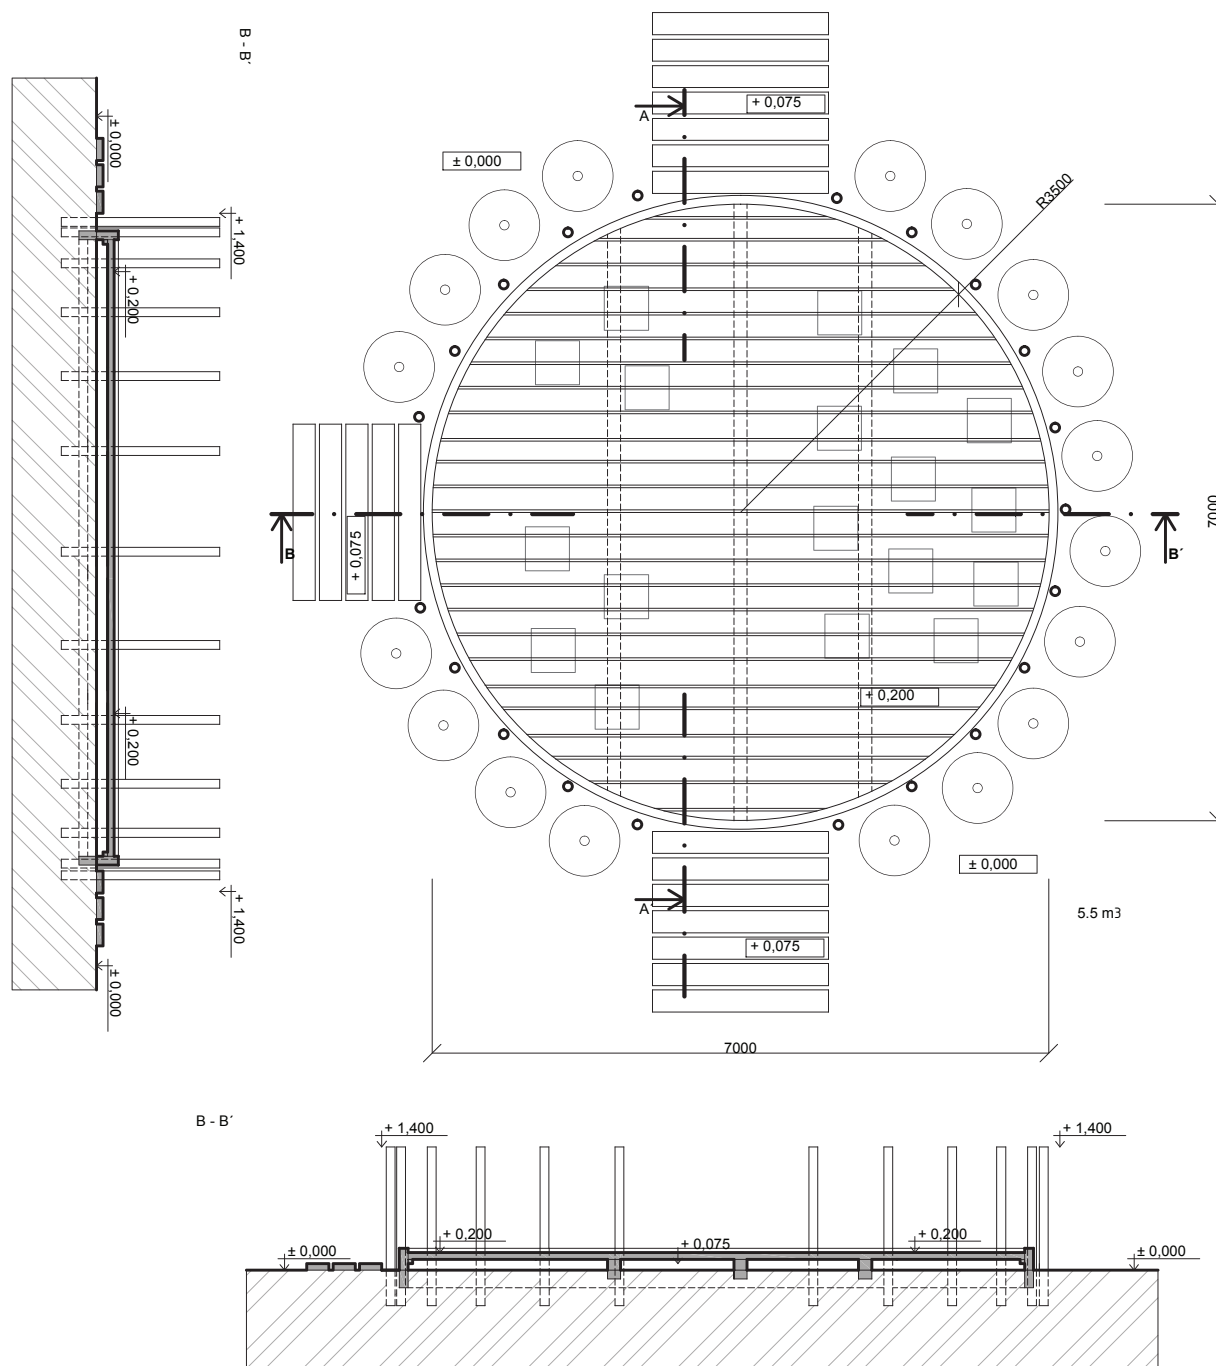 B - B´
+ 0,075
A
± 0,000
± 0,000
R3500
+ 1,400
+ 0,200
7000
B
+ 0,075
B´
+ 0,200
+ 0,200
± 0,000
A´
5.5 m3
+ 1,400
+ 0,075
± 0,000
7000
B - B´
+ 1,400
+ 1,400
± 0,000
+ 0,200
+ 0,075
+ 0,200
± 0,000